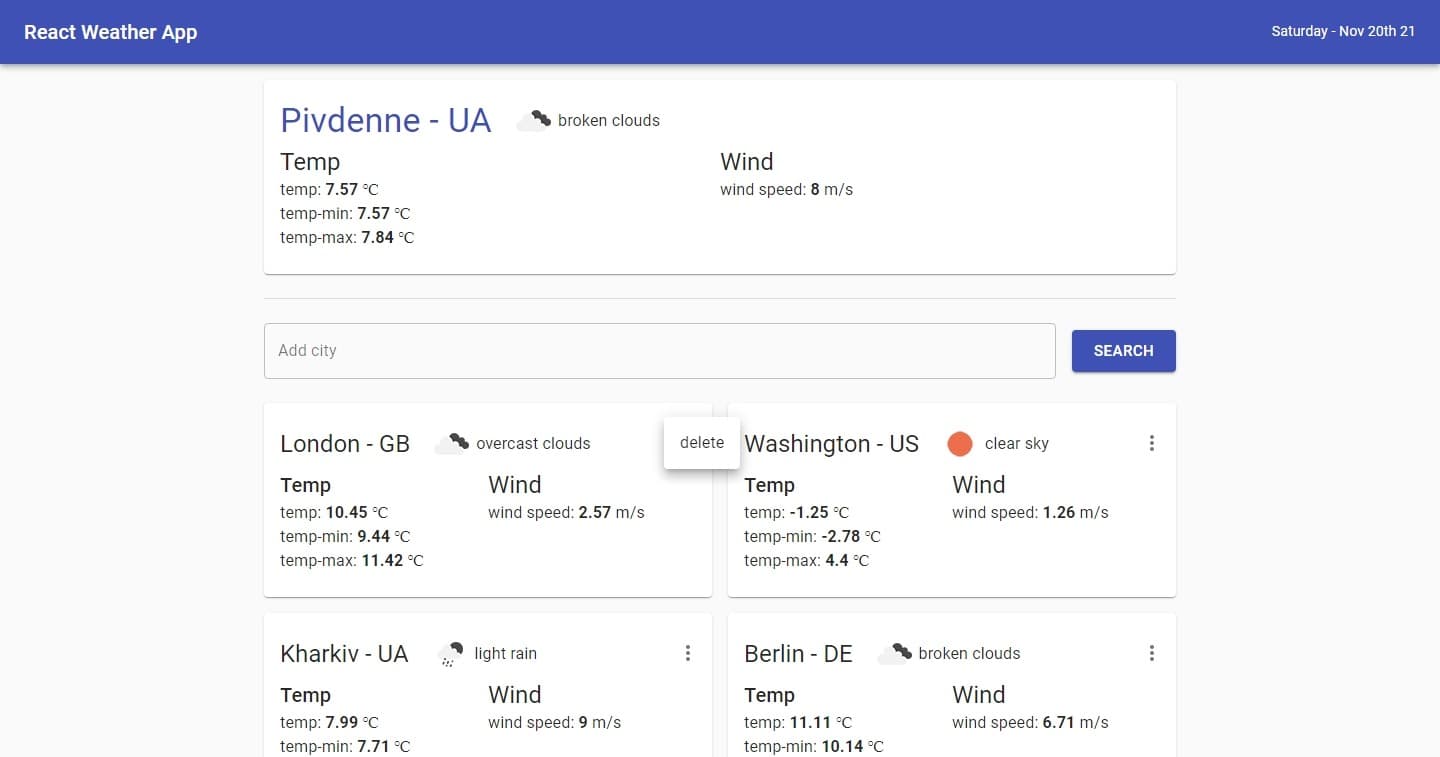 React Weather App
Saturday - Nov 20th 21
Pivdenne - UA broken clouds
Temp
temp: 7.57 °C
temp-min: 7.57 °C
temp-max: 7.84 °C
Wind
wind speed: 8 m/s
Add city
SEARCH
London - GB overcast clouds
delete
Temp
temp: 10.45 °C
temp-min: 9.44 °C
temp-max: 11.42 °C
Wind
wind speed: 2.57 m/s
Washington - US clear sky
Temp
temp: -1.25 °C
temp-min: -2.78 °C
temp-max: 4.4 °C
Wind
wind speed: 1.26 m/s
Kharkiv - UA light rain
Temp
temp: 7.99 °C
temp-min: 7.71 °C
Wind
wind speed: 9 m/s
Berlin - DE broken clouds
Temp
temp: 11.11 °C
temp-min: 10.14 °C
Wind
wind speed: 6.71 m/s